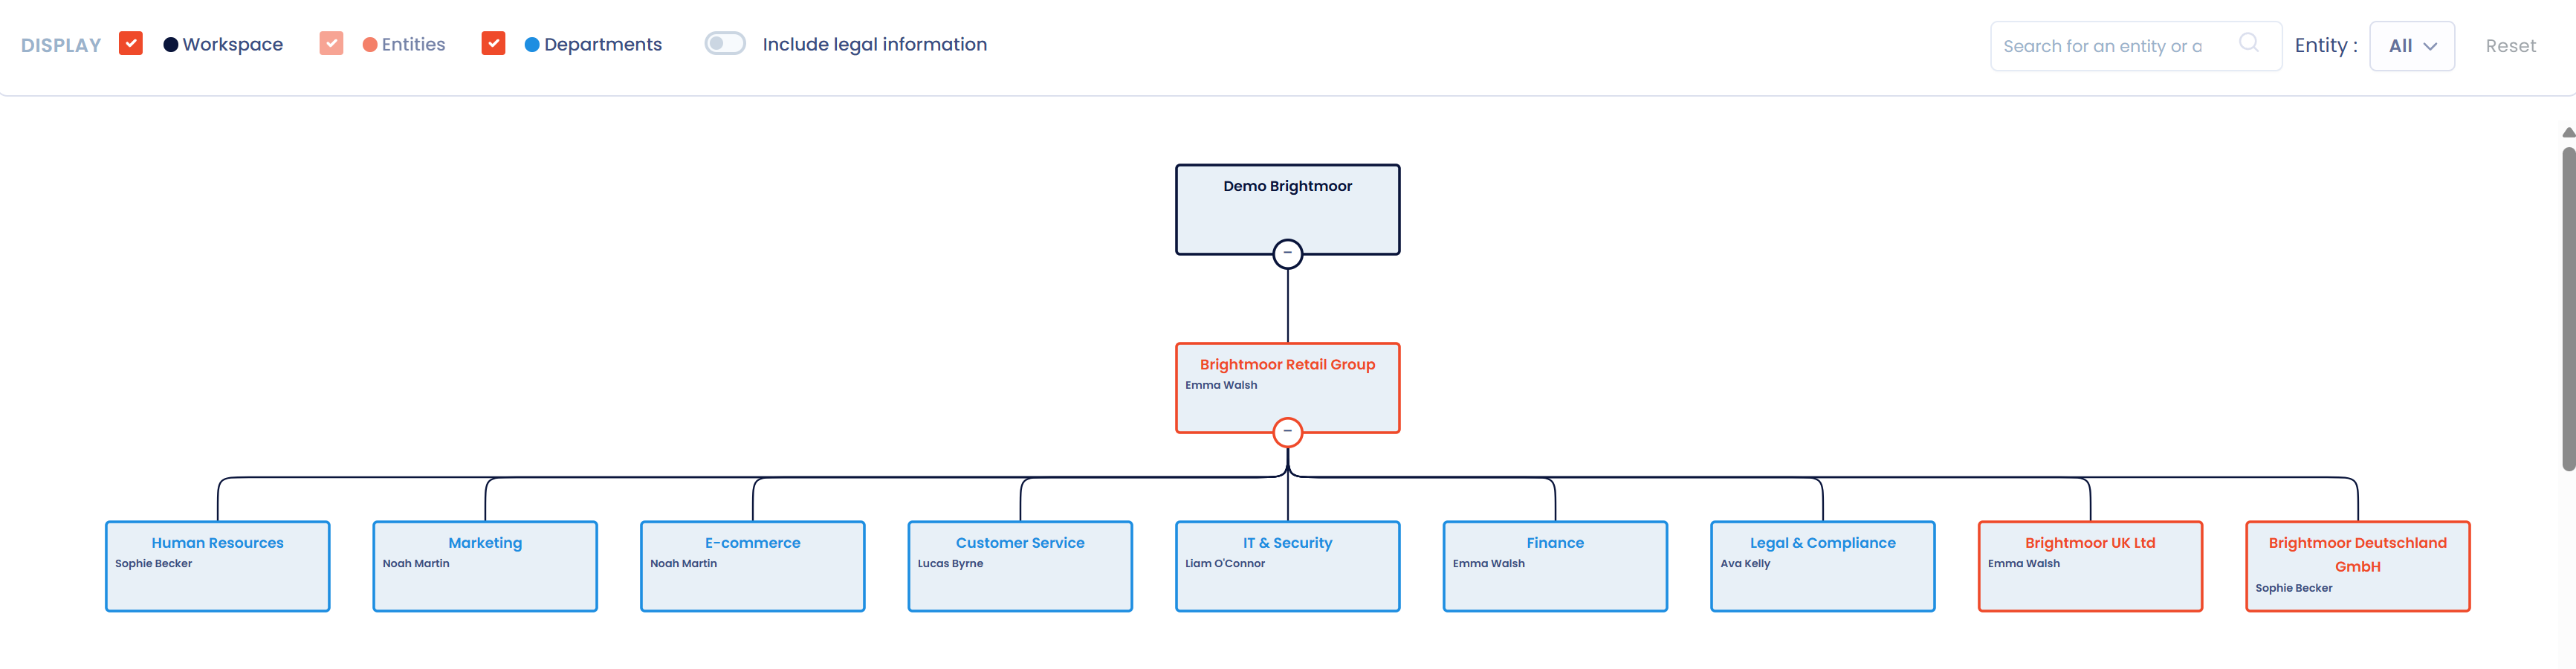 DISPLAY Workspace Entities Departments Include legal information Search for an entity or a Entity : All Reset
Demo Brightmoor
Brightmoor Retail Group
Emma Walsh
Human Resources
Sophie Becker
Marketing
Noah Martin
E-commerce
Noah Martin
Customer Service
Lucas Byrne
IT & Security
Liam O'Connor
Finance
Emma Walsh
Legal & Compliance
Ava Kelly
Brightmoor UK Ltd
Emma Walsh
Brightmoor Deutschland
GmbH
Sophie Becker